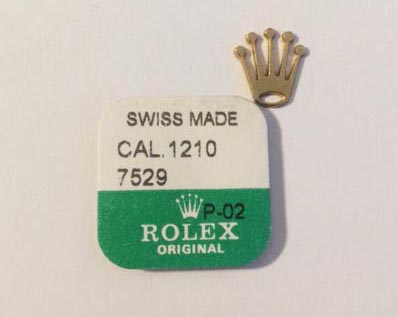 SWISS MADE
CAL.1210
7529
P-02
ROLEX
ORIGINAL